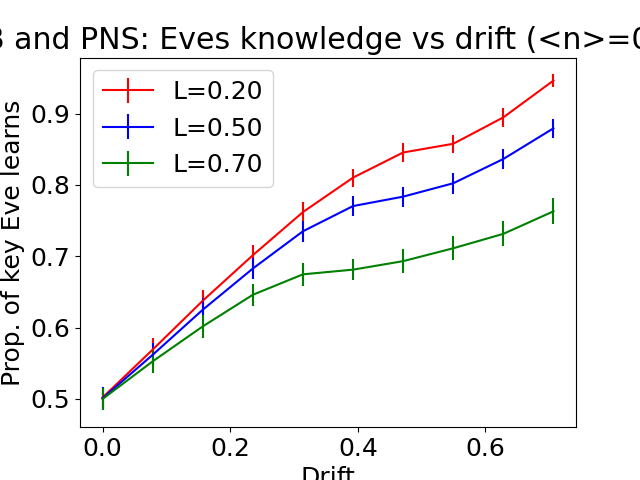 and PNS: Eves knowledge vs drift (<n>=0
L=0.20
L=0.50
L=0.70
Prop. of key Eve learns
0.9
0.8
0.7
0.6
0.5
0.0 0.2 0.4 0.6
Drift